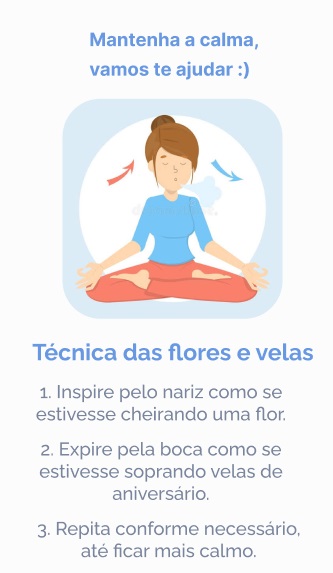 Mantenha a calma,
vamos te ajudar :)
Técnica das flores e velas
1. Inspire pelo nariz como se
estivesse cheirando uma flor.
2. Expire pela boca como se
estivesse soprando velas de
aniversário.
3. Repita conforme necessário,
até ficar mais calmo.